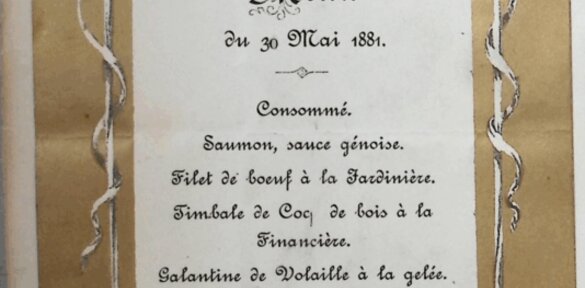 du 30 Mai 1881.
Consommé.
Saumon, sauce génoise.
Filet de boeuf à la Jardinière.
Timbale de Coq de bois à la
Financière.
Galantine de Volaille à la gelée.